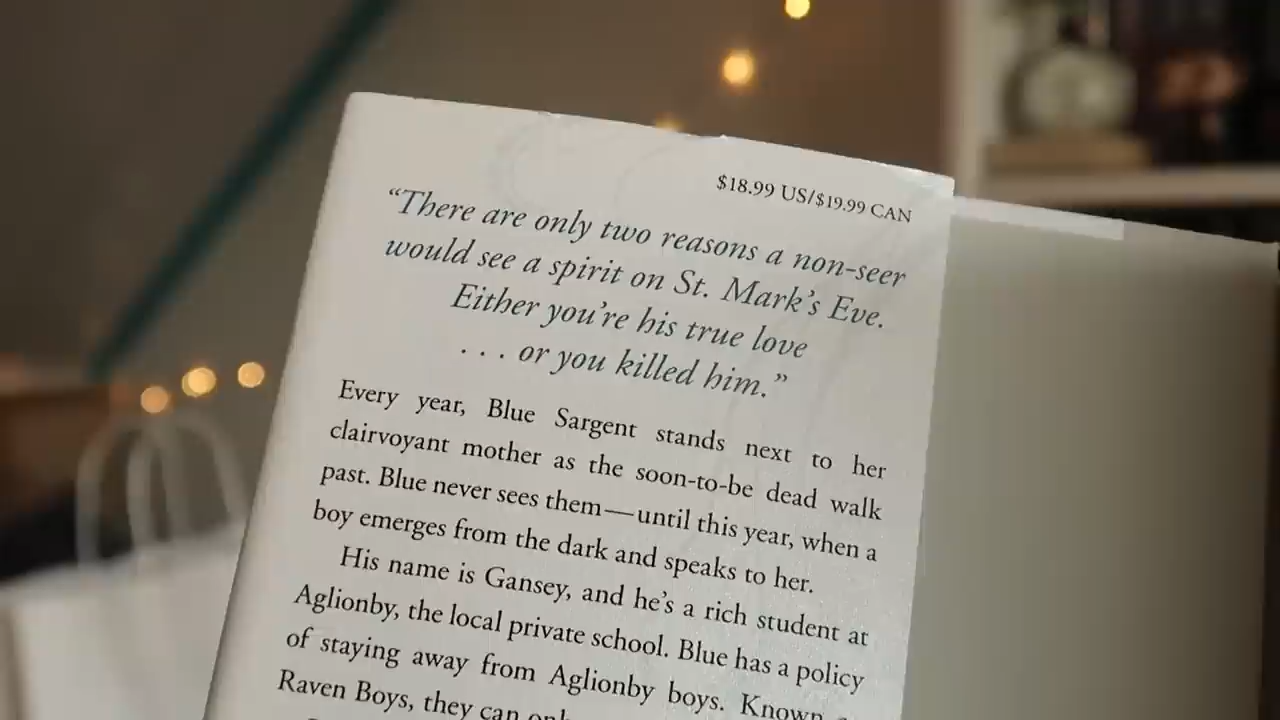 $18.99 US/$19.99 CAN
“There are only two reasons a non-seer
would see a spirit on St. Mark’s Eve.
Either you’re his true love
. . . or you killed him.”
Every year, Blue Sargent stands next to her
clairvoyant mother as the soon-to-be dead walk
past. Blue never sees them—until this year, when a
boy emerges from the dark and speaks to her.
His name is Gansey, and he’s a rich student at
Aglionby, the local private school. Blue has a policy
of staying away from Aglionby boys. Known
Raven Boys, they can